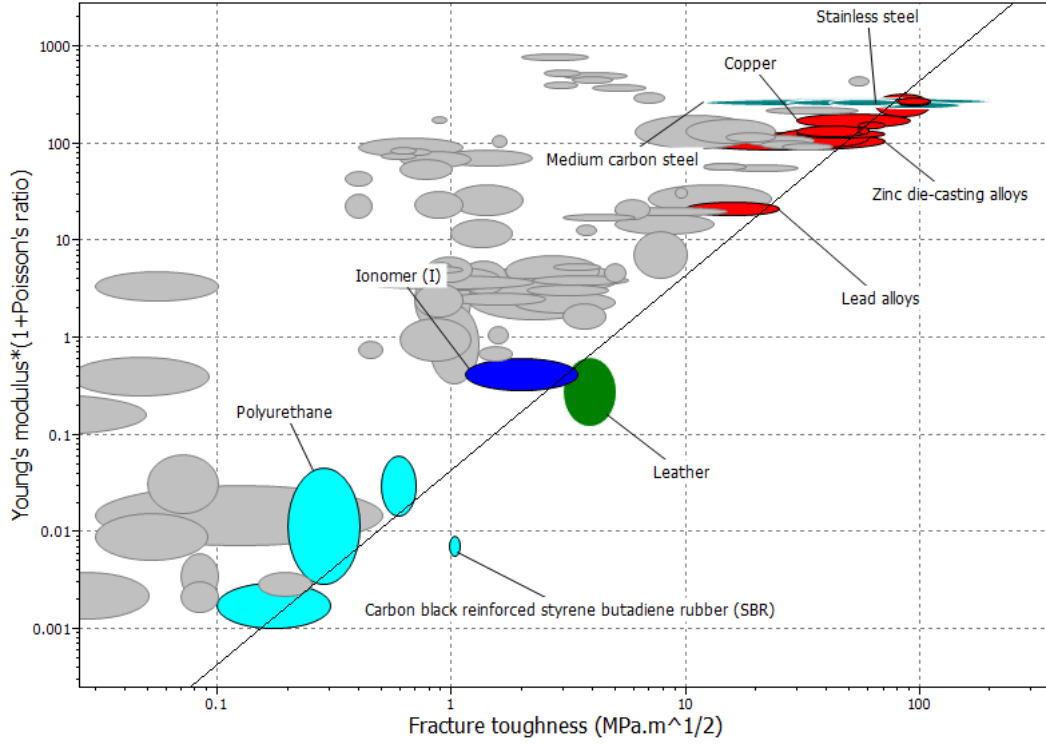 Young's modulus*(1+Poisson's ratio)
1000
100
10
1
0.1
0.01
0.001
Stainless steel
Copper
Medium carbon steel
Zinc die-casting alloys
Lead alloys
Ionomer (I)
Polyurethane
Leather
Carbon black reinforced styrene butadiene rubber (SBR)
0.1
1
10
100
Fracture toughness (MPa.m^1/2)